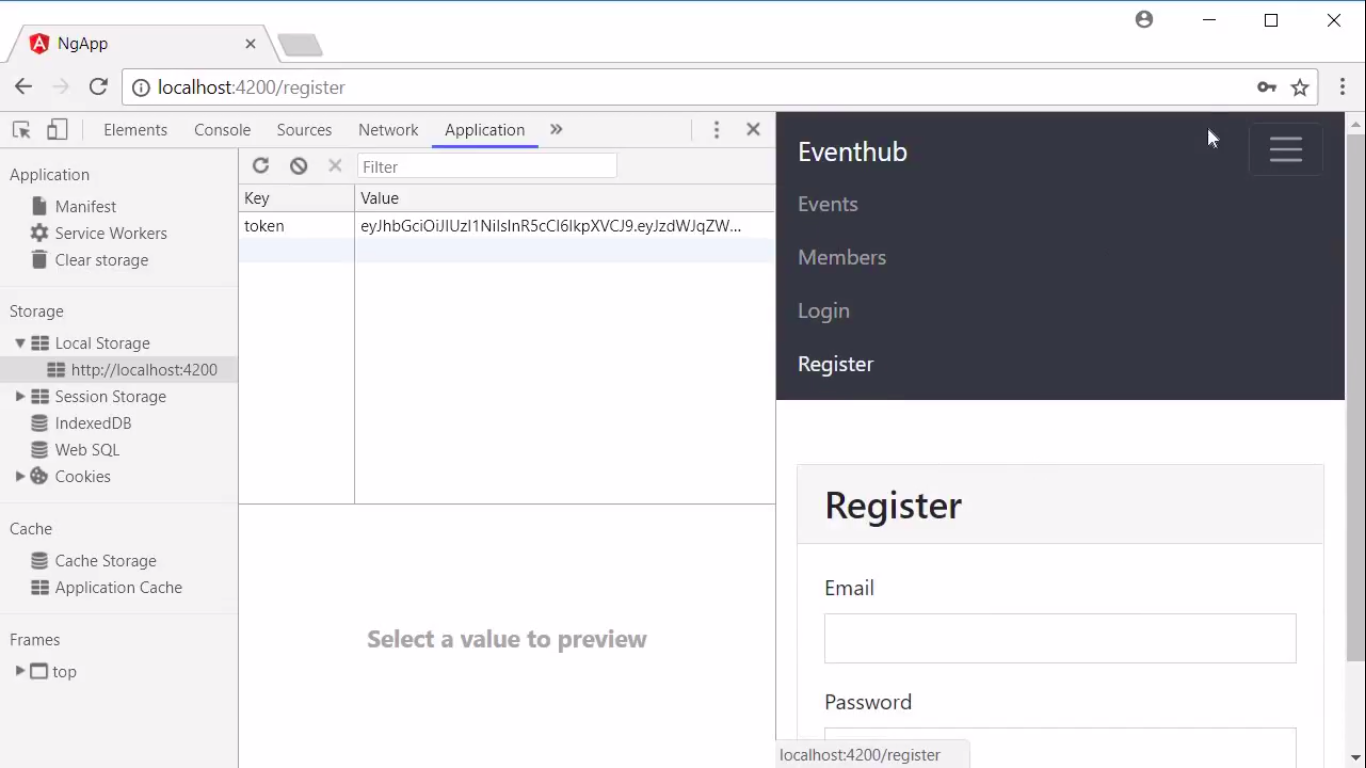 NgApp
localhost:4200/register
Elements Console Sources Network Application
Filter
Application
Manifest
Service Workers
Clear storage
Storage
Local Storage
http://localhost:4200
Session Storage
IndexedDB
Web SQL
Cookies
Cache
Cache Storage
Application Cache
Frames
top
Key Value
token eyJhbGciOiJIUzI1NiIsInR5cCI6IkpXVCJ9.eyJzdWJqZW...
Select a value to preview
Eventhub
Events
Members
Login
Register
Register
Email
Password
localhost:4200/register